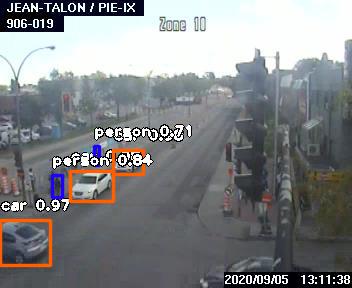 JEAN-TALON / PIE-IX
906-019
Zone 10
person 0.71
person 0.84
car 0.97
2020/09/05 13:11:38